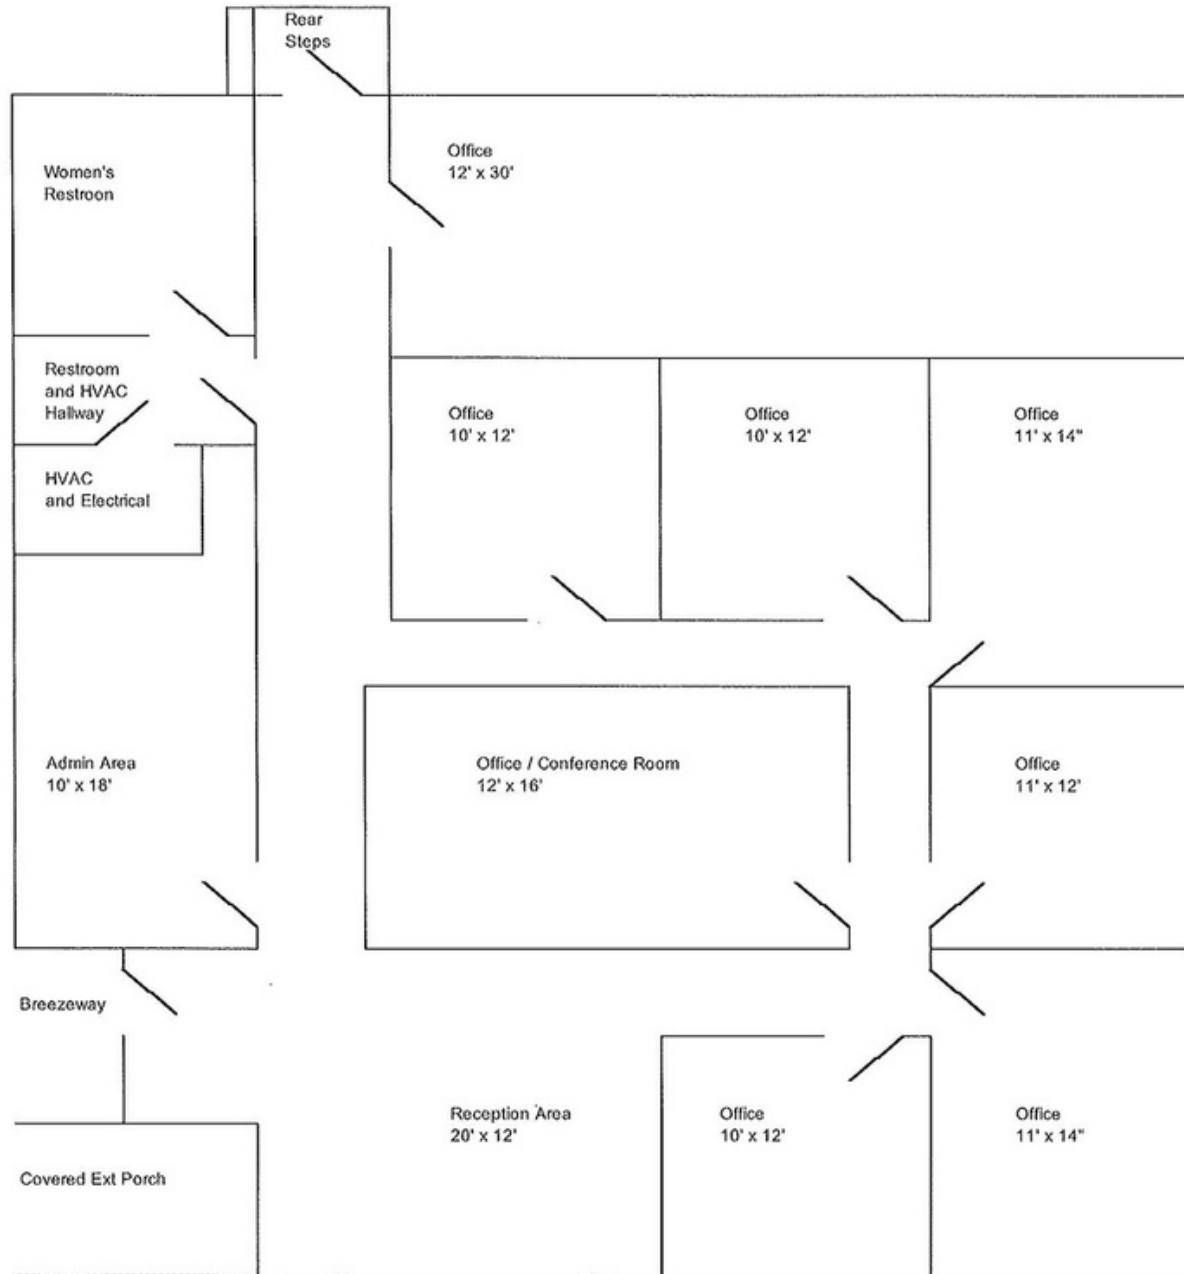 Rear
Steps
Women's
Restroon
Office
12' x 30'
Restroom
and HVAC
Hallway
Office
10' x 12'
Office
10' x 12'
Office
11' x 14"
HVAC
and Electrical
Admin Area
10' x 18'
Office / Conference Room
12' x 16'
Office
11' x 12'
Breezeway
Reception Area
20' x 12'
Office
10' x 12'
Office
11' x 14"
Covered Ext Porch